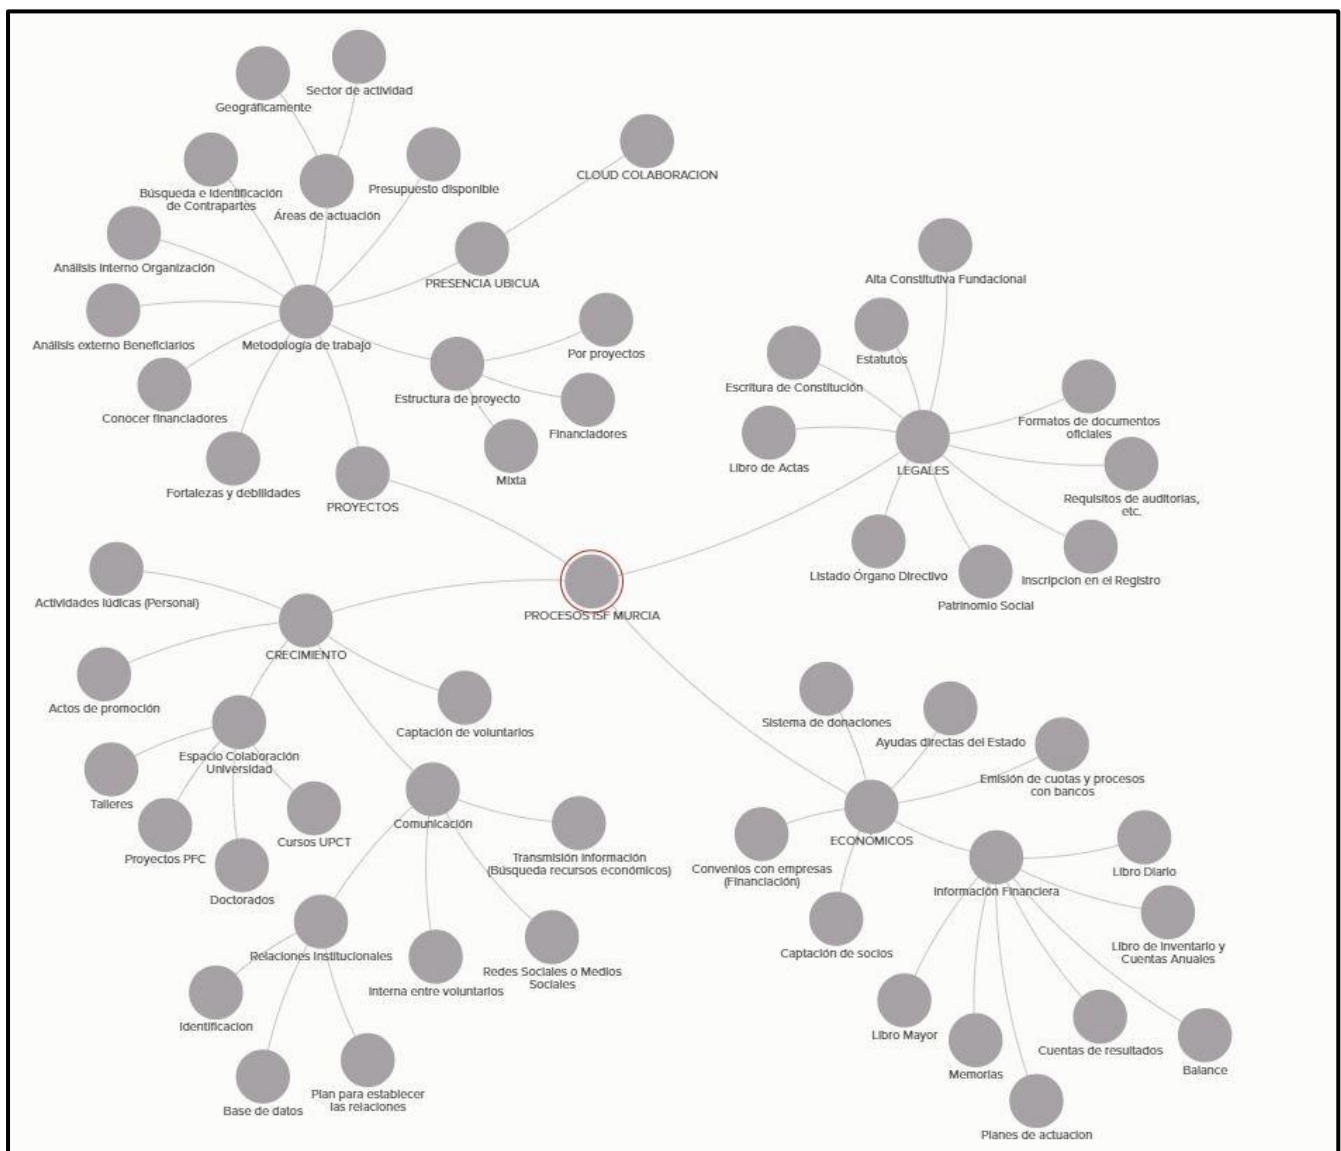 Sector de actividad
Geográficamente
CLOUD COLABORACION
Presupuesto disponible
Búsqueda e Identificación
de Contrapartes
Áreas de actuación
Análisis Interno Organización
PRESENCIA UBICUA
Alta Constitutiva Fundacional
Análisis externo Beneficiarios
Metodología de trabajo
Por proyectos
Estatutos
Escritura de Constitución
Estructura de proyecto
Conocer financiadores
Financiadores
Formatos de documentos
oficiales
Libro de Actas
LEGALES
Mixta
Fortalezas y debilidades
PROYECTOS
Requisitos de auditorias,
etc.
Listado Órgano Directivo
Inscripcion en el Registro
Patrinomio Social
Actividades lúdicas (Personal)
PROCESOS ISF MURCIA
CRECIMIENTO
Actos de promoción
Captación de voluntarios
Sistema de donaciones
Ayudas directas del Estado
Espacio Colaboración
Universidad
Emisión de cuotas y procesos
con bancos
Talleres
Comunicación
Cursos UPCT
ECONÓMICOS
Proyectos PFC
Transmisión Información
(Búsqueda recursos económicos)
Convenios con empresas
(Financiación)
Libro Diario
Doctorados
Información Financiera
Relaciones Institucionales
Captación de socios
Libro de Inventario y
Cuentas Anuales
Redes Sociales o Medios
Sociales
Interna entre voluntarios
Identificacion
Libro Mayor
Cuentas de resultados
Memorias
Balance
Plan para establecer
las relaciones
Base de datos
Planes de actuacion